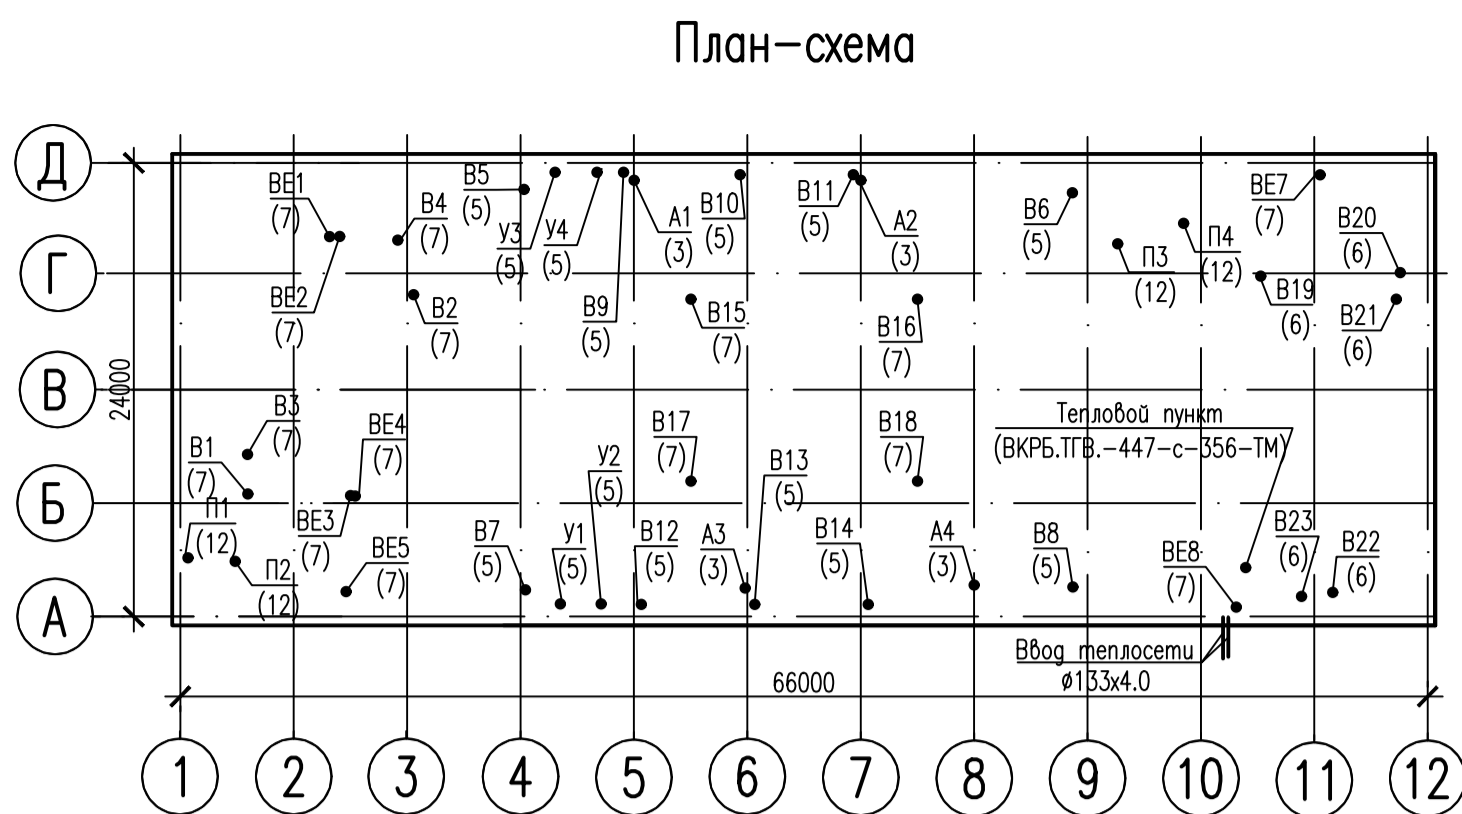 План-схема
Д
Г
В
Б
А
24000
ВЕ1
(7)
ВЕ2
(7)
В4
(7)
В2
(7)
В5
(5)
У3
(5)
У4
(5)
В9
(5)
А1
(3)
В10
(5)
В15
(7)
В11
(5)
А2
(3)
В16
(7)
В6
(5)
П3
(12)
П4
(12)
ВЕ7
(7)
В19
(6)
В20
(6)
В21
(6)
В3
(7)
В1
(7)
П1
(12)
П2
(12)
ВЕ4
(7)
ВЕ3
(7)
ВЕ5
(7)
В7
(5)
У1
(5)
У2
(5)
В12
(5)
В17
(7)
А3
(3)
В13
(5)
В14
(5)
В18
(7)
А4
(3)
В8
(5)
Тепловой пункт
(ВКРБ.ТГВ.-447-с-356-ТМ)
ВЕ8
(7)
В23
(6)
В22
(6)
Ввод теплосети
ø133х4.0
66000
1
2
3
4
5
6
7
8
9
10
11
12